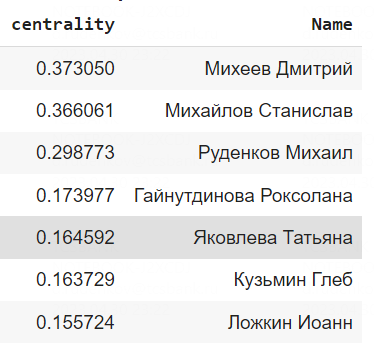 centrality Name
0.373050 Михеев Дмитрий
0.366061 Михайлов Станислав
0.298773 Руденков Михаил
0.173977 Гайнутдинова Роксолана
0.164592 Яковлева Татьяна
0.163729 Кузьмин Глеб
0.155724 Ложкин Иоанн